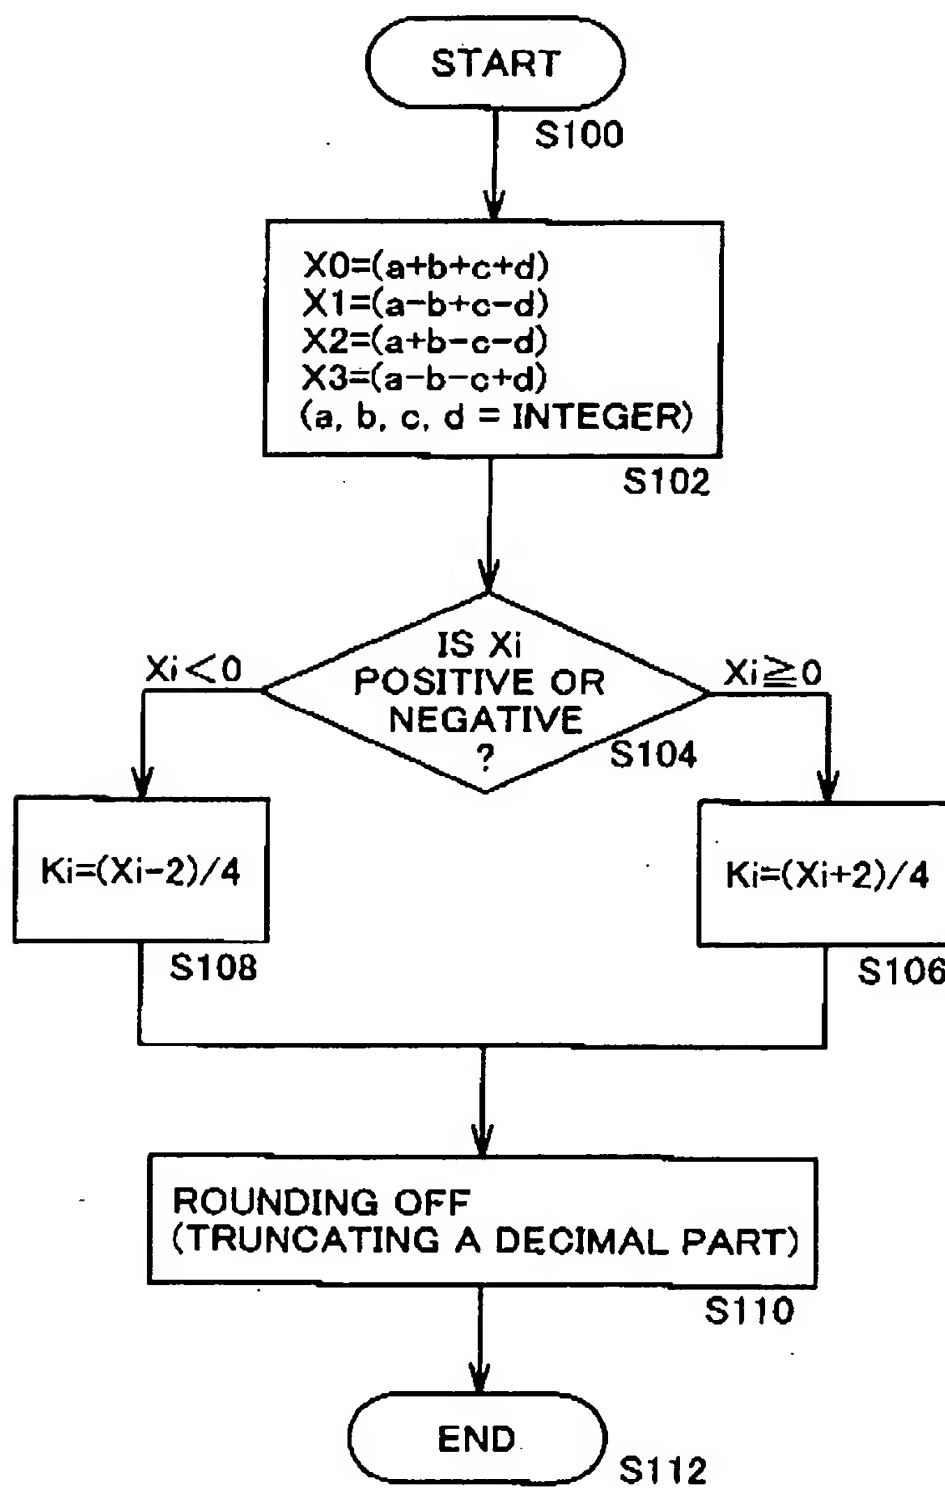 START
S100
X0=(a+b+c+d)
X1=(a-b+c-d)
X2=(a+b-c-d)
X3=(a-b-c+d)
(a, b, c, d = INTEGER)
S102
IS Xi
POSITIVE OR
NEGATIVE
?
Xi<0
Xi≧0
S104
Ki=(Xi-2)/4
S108
Ki=(Xi+2)/4
S106
ROUNDING OFF
(TRUNCATING A DECIMAL PART)
S110
END
S112